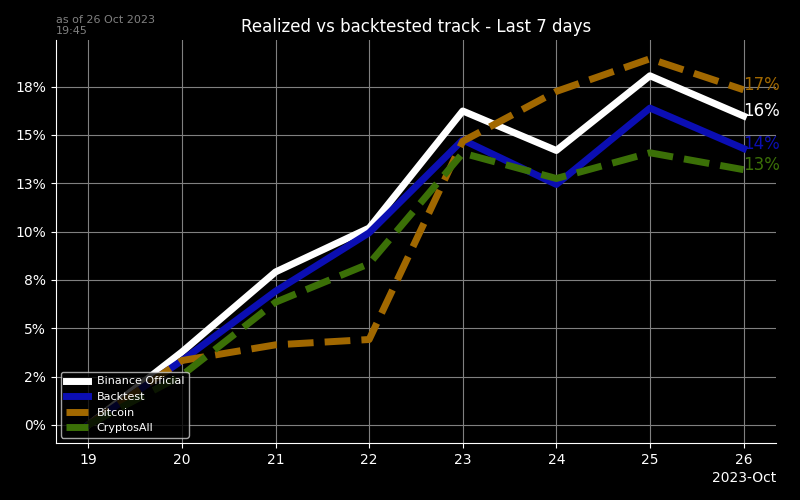 as of 26 Oct 2023
19:45
Realized vs backtested track - Last 7 days
18%
15%
13%
10%
8%
5%
2%
0%
17%
16%
14%
13%
Binance Official
Backtest
Bitcoin
CryptosAll
19 20 21 22 23 24 25 26
2023-Oct